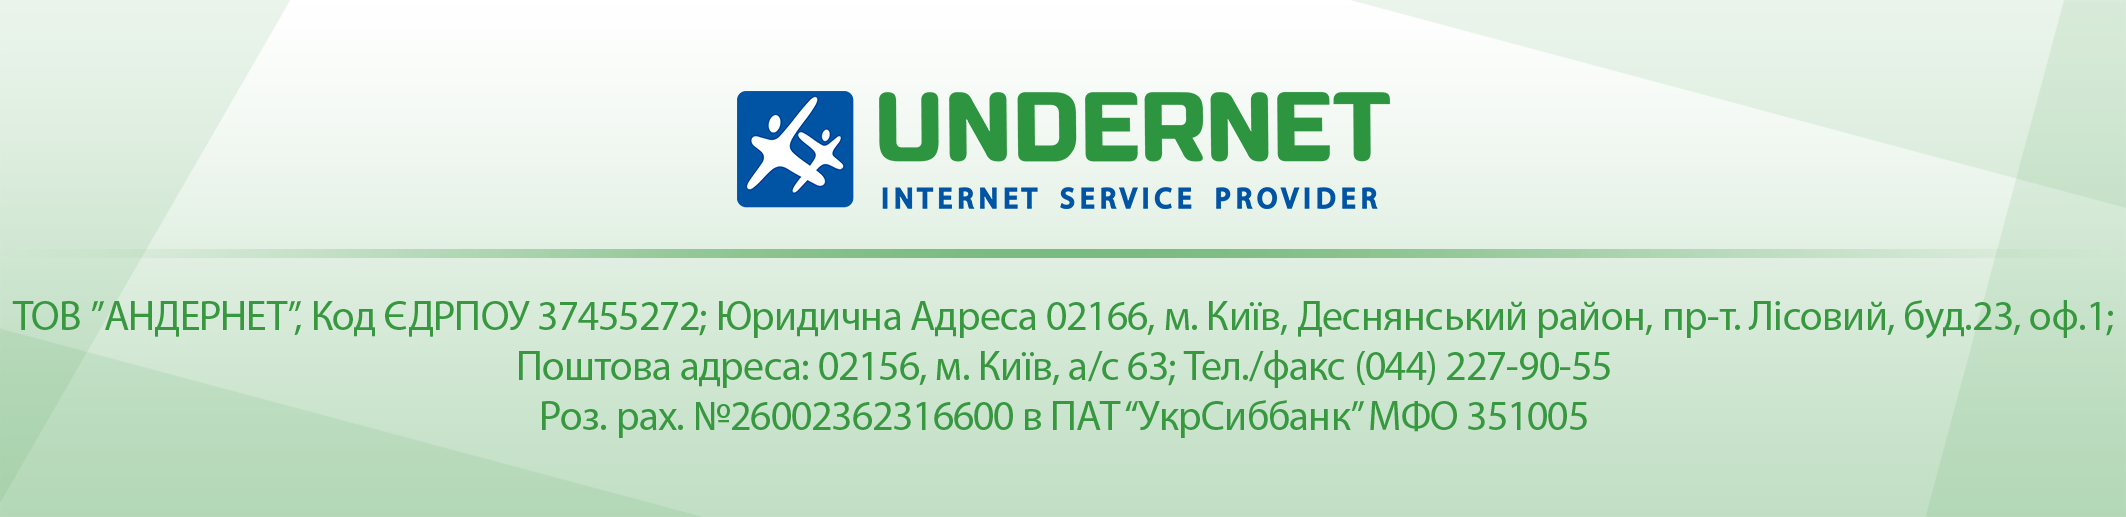 UNDERNET
INTERNET SERVICE PROVIDER
ТОВ ”АНДЕРНЕТ”, Код ЄДРПОУ 37455272; Юридична Адреса 02166, м. Київ, Деснянський район, пр-т. Лісовий, буд.23, оф.1;
Поштова адреса: 02156, м. Київ, а/с 63; Тел./факс (044) 227-90-55
Роз. рах. №26002362316600 в ПАТ “УкрСиббанк” МФО 351005